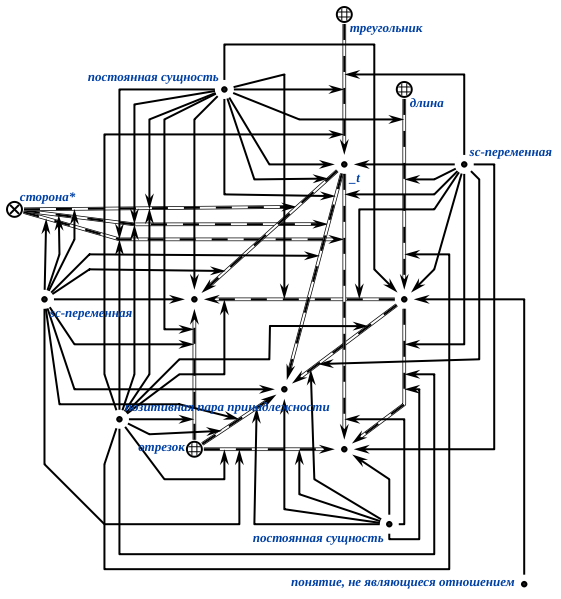 треугольник
постоянная сущность
длина
sc-переменная
_t
сторона*
sc-переменная
позитивная пара принадлежности
отрезок
постоянная сущность
понятие, не являющиеся отношением